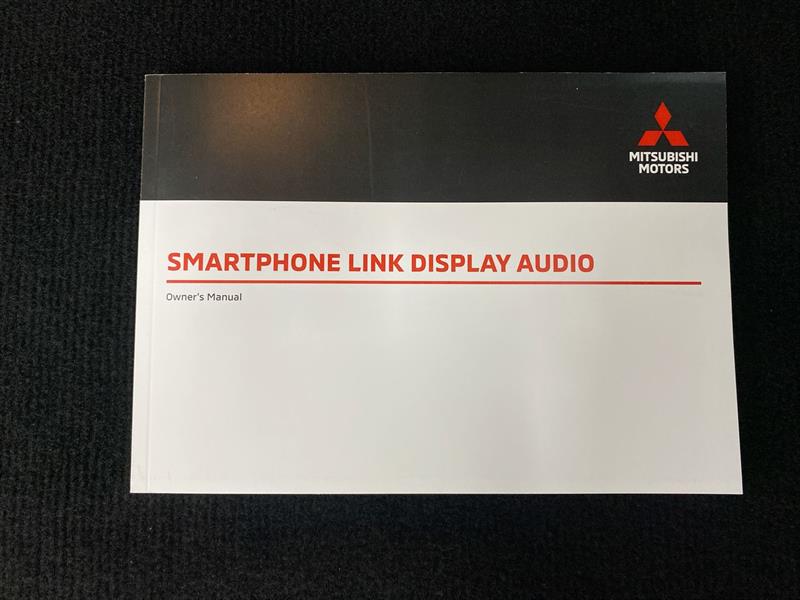 MITSUBISHI
MOTORS
SMARTPHONE LINK DISPLAY AUDIO
Owner's Manual